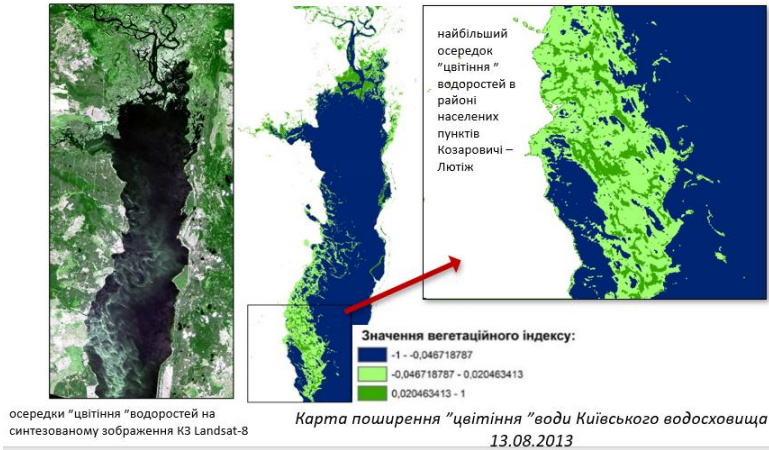 найбільший
осередок
"цвітіння "
водоростей в
районі
населених
пунктів
Козаровичі –
Лютіж
Значення вегетаційного індексу:
-1 - -0,046718787
-0,046718787 - 0,020463413
0,020463413 - 1
осередки "цвітіння "водоростей на
синтезованому зображення КЗ Landsat-8
Карта поширення "цвітіння "води Київського водосховища
13.08.2013